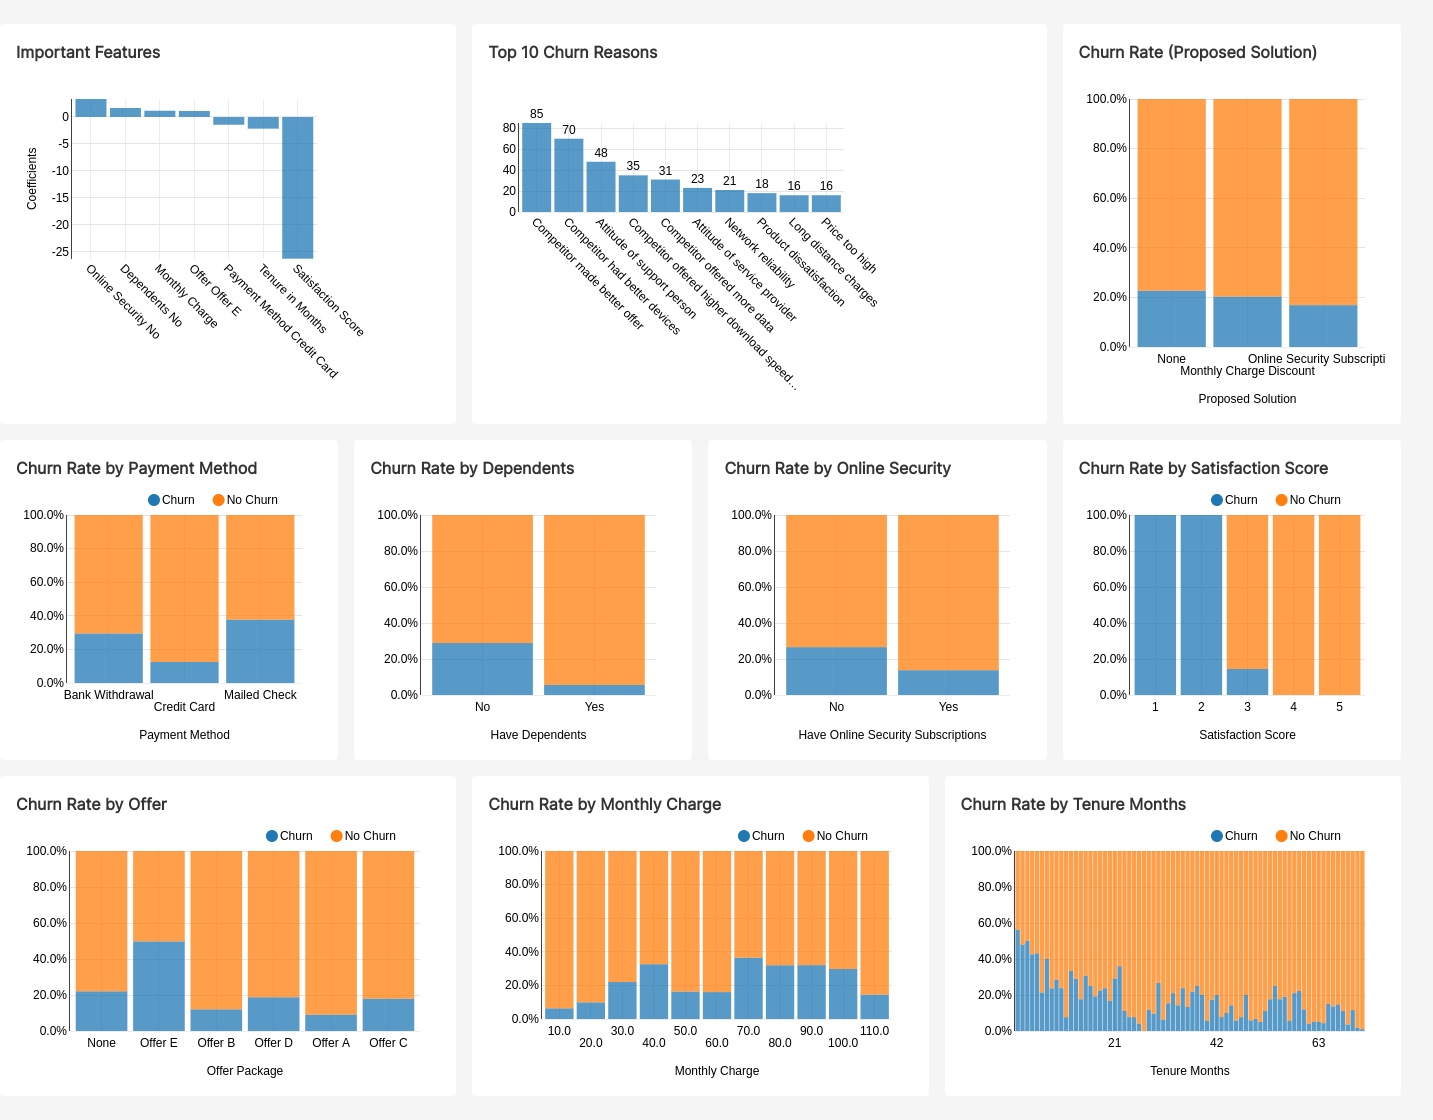 Important Features
0
-5
-10
-15
-20
-25
Coefficients
Online Security No
Dependents No
Monthly Charge
Offer Offer E
Payment Method Credit Card
Tenure in Months
Satisfaction Score
Top 10 Churn Reasons
85
70
48
35
31
23
21
18
16
16
80
60
40
20
0
Competitor made better offer
Competitor had better devices
Attitude of support person
Competitor offered higher download speed...
Competitor offered more data
Attitude of service provider
Network reliability
Product dissatisfaction
Long distance charges
Price too high
Churn Rate (Proposed Solution)
100.0%
80.0%
60.0%
40.0%
20.0%
0.0%
None
Online Security Subscripti
Monthly Charge Discount
Proposed Solution
Churn Rate by Payment Method
Churn
No Churn
100.0%
80.0%
60.0%
40.0%
20.0%
0.0%
Bank Withdrawal
Mailed Check
Credit Card
Payment Method
Churn Rate by Dependents
100.0%
80.0%
60.0%
40.0%
20.0%
0.0%
No
Yes
Have Dependents
Churn Rate by Online Security
100.0%
80.0%
60.0%
40.0%
20.0%
0.0%
No
Yes
Have Online Security Subscriptions
Churn Rate by Satisfaction Score
Churn
No Churn
100.0%
80.0%
60.0%
40.0%
20.0%
0.0%
1
2
3
4
5
Satisfaction Score
Churn Rate by Offer
Churn
No Churn
100.0%
80.0%
60.0%
40.0%
20.0%
0.0%
None
Offer E
Offer B
Offer D
Offer A
Offer C
Offer Package
Churn Rate by Monthly Charge
Churn
No Churn
100.0%
80.0%
60.0%
40.0%
20.0%
0.0%
10.0
30.0
50.0
70.0
90.0
110.0
20.0
40.0
60.0
80.0
100.0
Monthly Charge
Churn Rate by Tenure Months
Churn
No Churn
100.0%
80.0%
60.0%
40.0%
20.0%
0.0%
21
42
63
Tenure Months